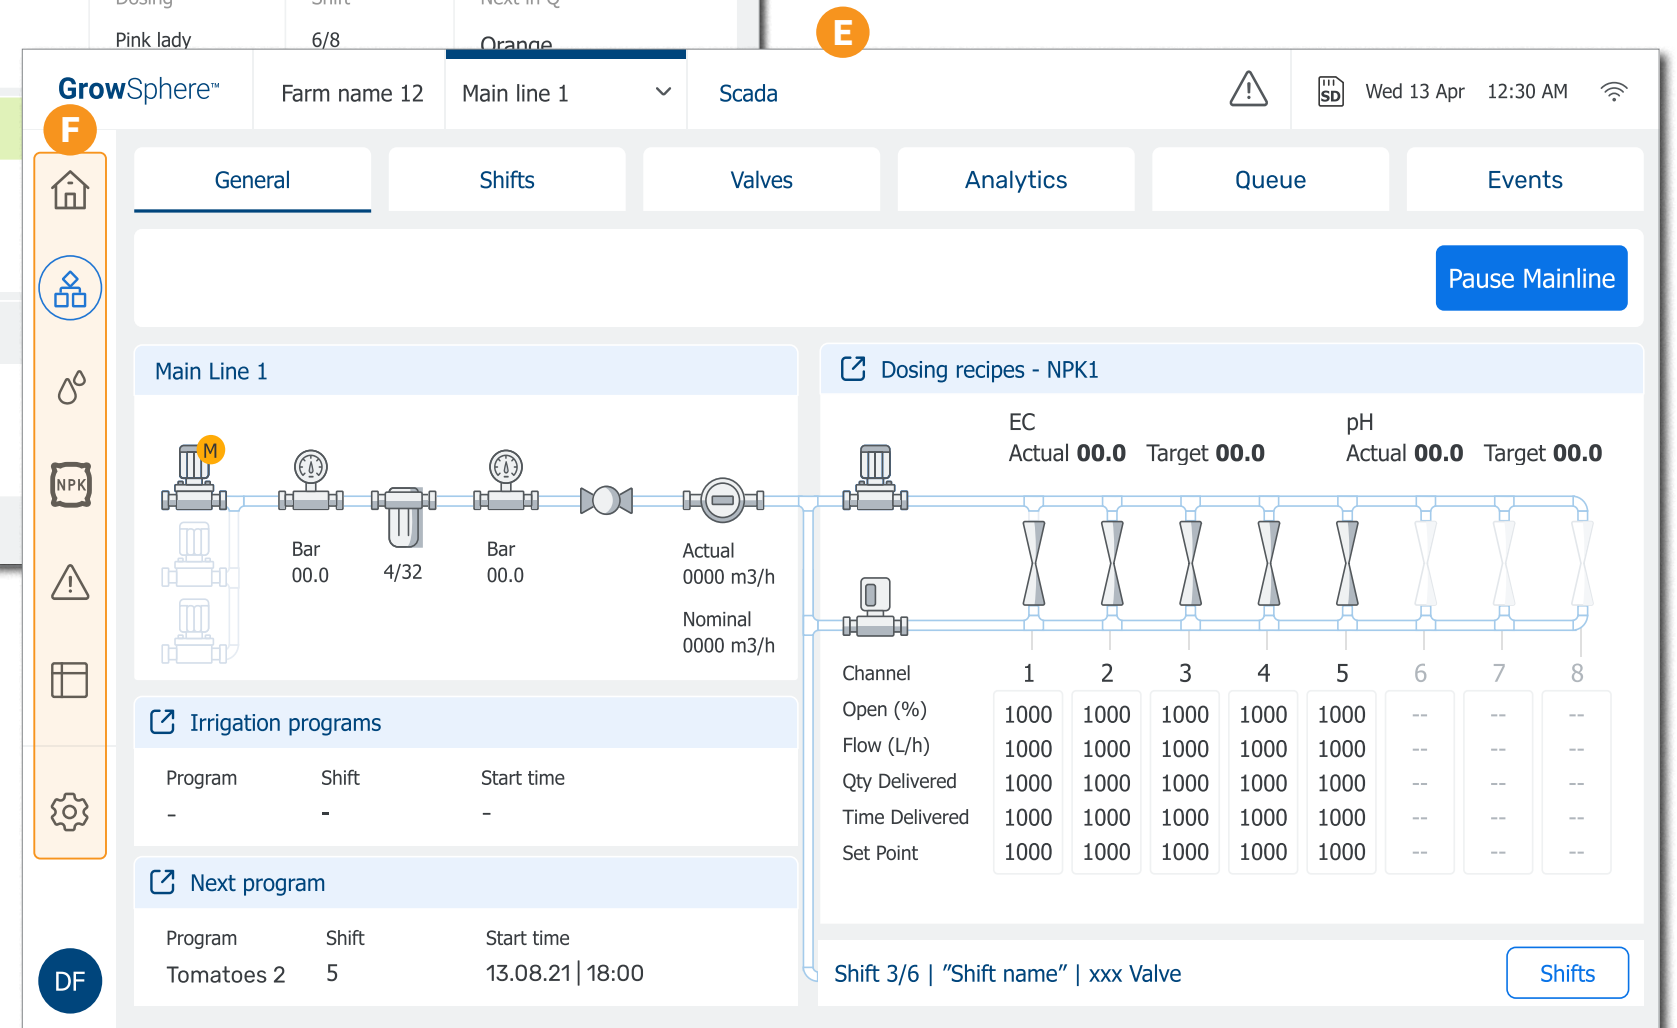 Dosing Shift Next in Q
Pink lady 6/8 Orange
E
GrowSphere™ Farm name 12 Main line 1 Scada SD Wed 13 Apr 12:30 AM
F
General Shifts Valves Analytics Queue Events
Pause Mainline
Main Line 1
M
Bar
00.0
4/32
Bar
00.0
Actual
0000 m3/h
Nominal
0000 m3/h
Dosing recipes - NPK1
EC
Actual 00.0 Target 00.0
pH
Actual 00.0 Target 00.0
Channel 1 2 3 4 5 6 7 8
Open (%) 1000 1000 1000 1000 1000 -- -- --
Flow (L/h) 1000 1000 1000 1000 1000 -- -- --
Qty Delivered 1000 1000 1000 1000 1000 -- -- --
Time Delivered 1000 1000 1000 1000 1000 -- -- --
Set Point 1000 1000 1000 1000 1000 -- -- --
NPK
Irrigation programs
Program Shift Start time
- - -
Next program
Program Shift Start time
Tomatoes 2 5 13.08.21 | 18:00
Shift 3/6 | ”Shift name” | xxx Valve Shifts
DF